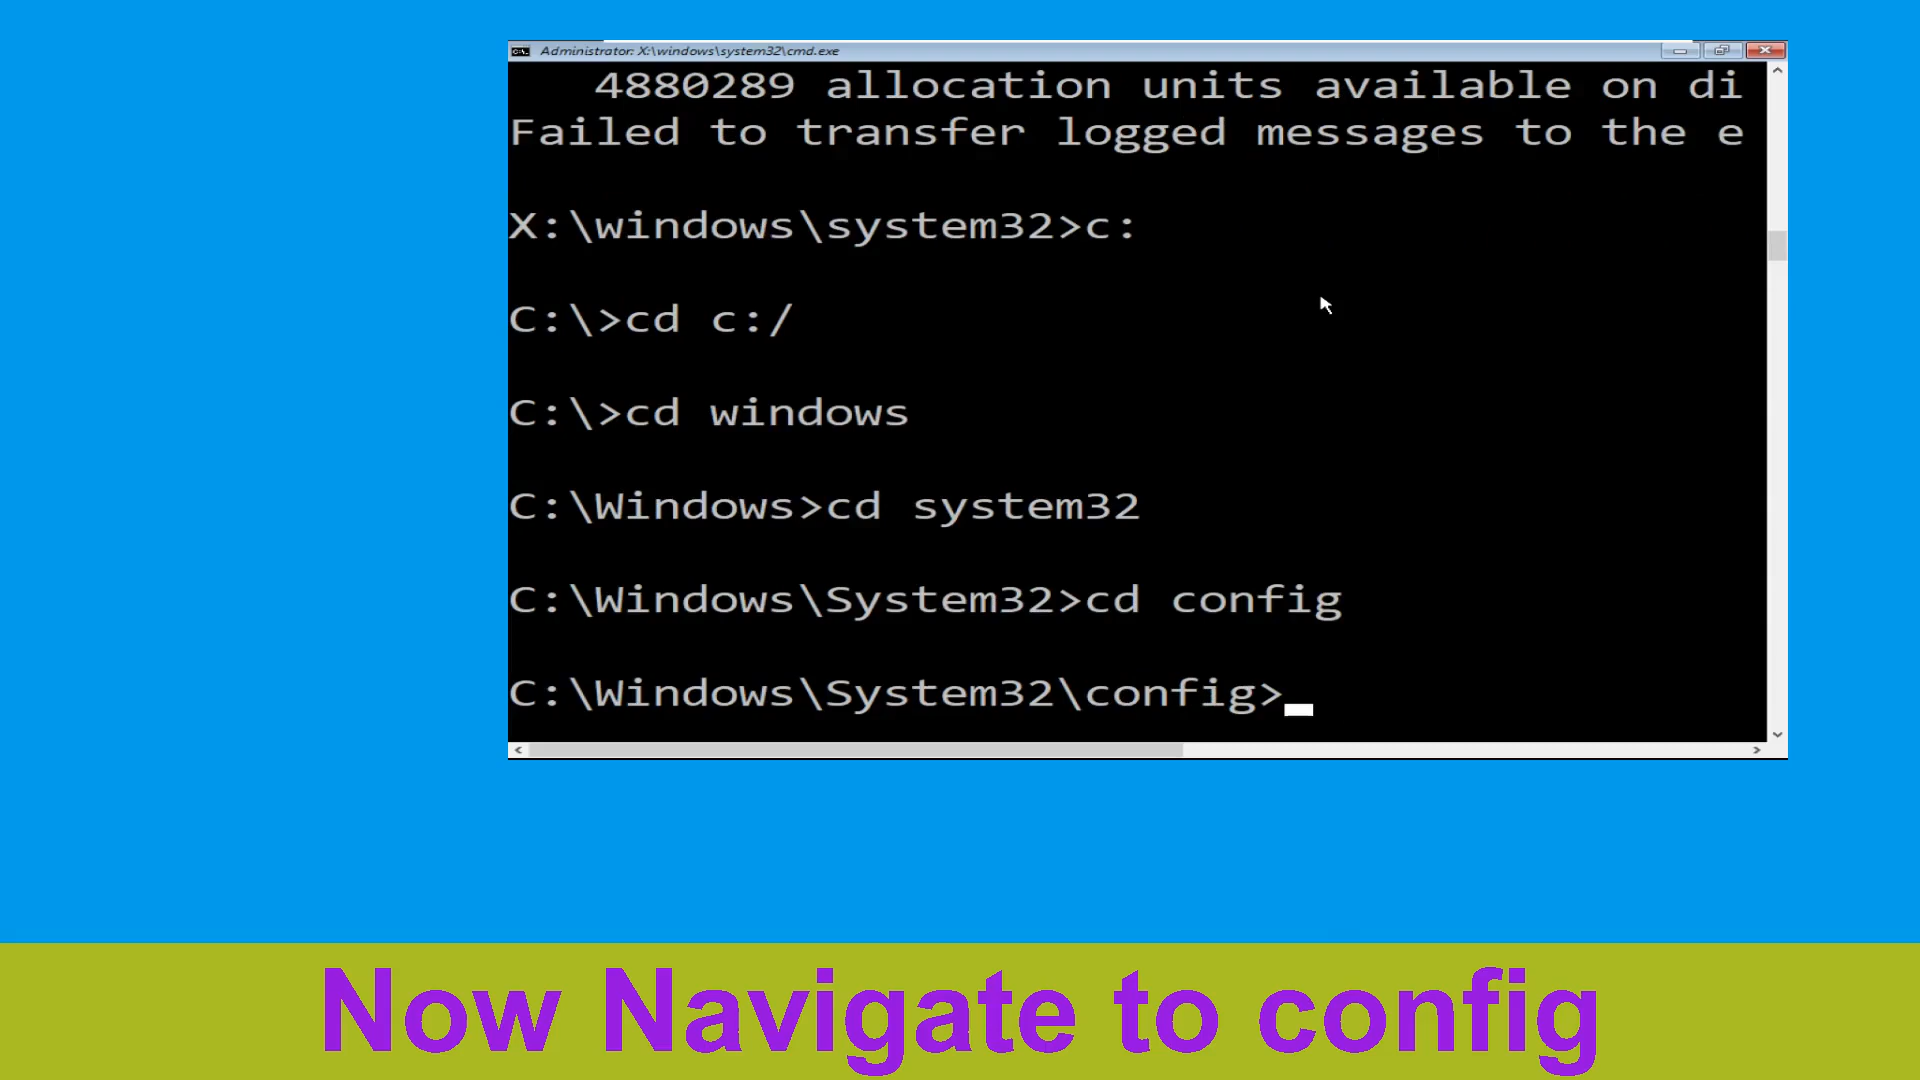 Administrator: X:\windows\system32\cmd.exe
4880289 allocation units available on di
Failed to transfer logged messages to the e
X:\windows\system32>c:
C:\>cd c:/
C:\>cd windows
C:\Windows>cd system32
C:\Windows\System32>cd config
C:\Windows\System32\config>
Now Navigate to config